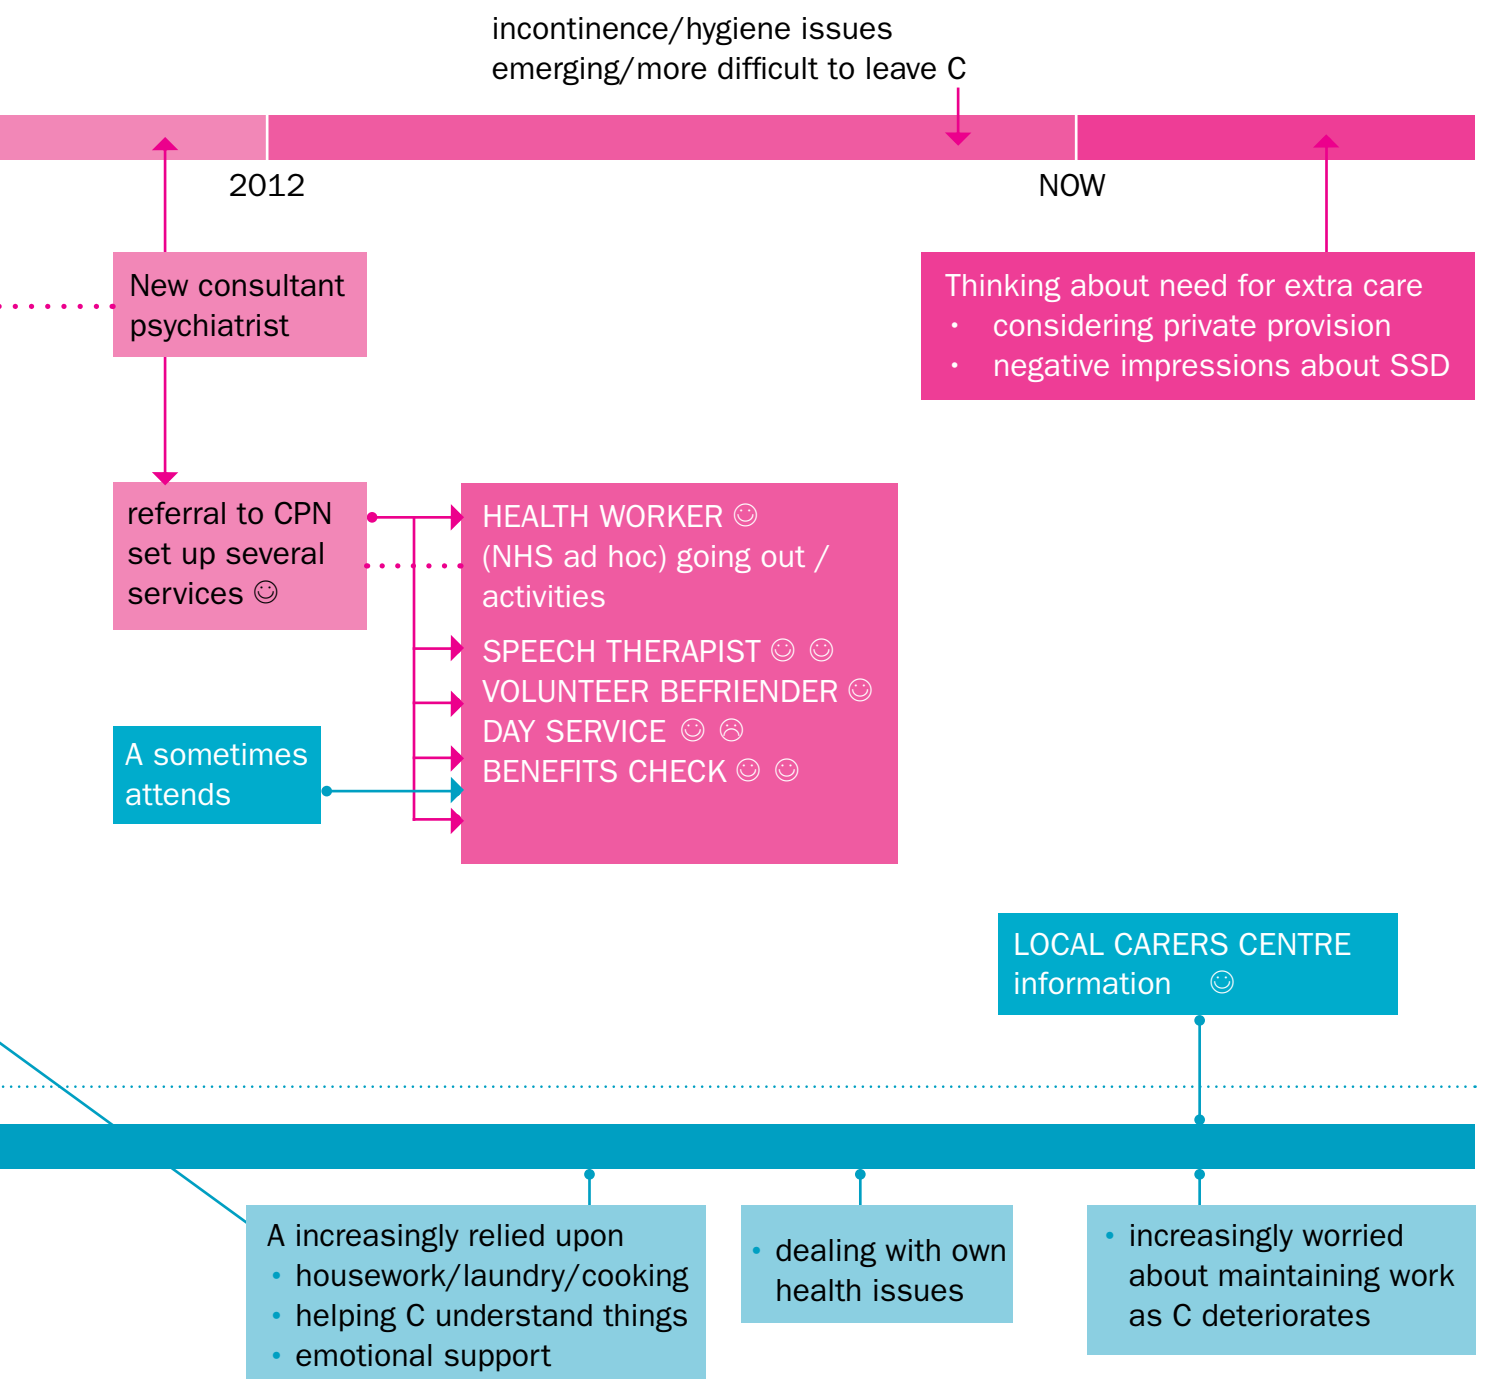 incontinence/hygiene issues
emerging/more difficult to leave C
2012
NOW
New consultant
psychiatrist
Thinking about need for extra care
• considering private provision
• negative impressions about SSD
referral to CPN
set up several
services ☺
HEALTH WORKER ☺
(NHS ad hoc) going out /
activities
SPEECH THERAPIST ☺ ☺
VOLUNTEER BEFRIENDER ☺
DAY SERVICE ☺ ☹
BENEFITS CHECK ☺ ☺
A sometimes
attends
LOCAL CARERS CENTRE
information ☺
A increasingly relied upon
• housework/laundry/cooking
• helping C understand things
• emotional support
• dealing with own
health issues
• increasingly worried
about maintaining work
as C deteriorates